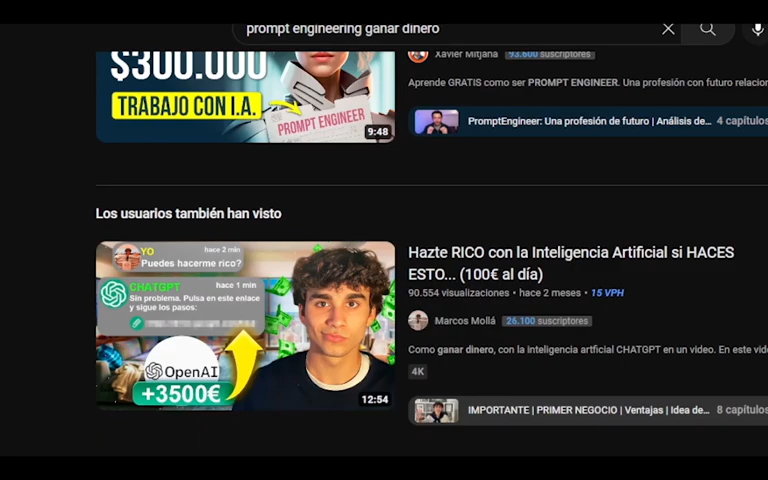 prompt engineering ganar dinero
$300.000
TRABAJO CON I.A.
PROMPT ENGINEER
9:48
Xavier Mitjana
93.600 suscriptores
Aprende GRATIS como ser PROMPT ENGINEER. Una profesión con futuro relacion
PromptEngineer: Una profesión de futuro | Análisis de... 4 capítulos
Los usuarios también han visto
YO
hace 2 min
Puedes hacerme rico?
CHATGPT
hace 1 min
Sin problema. Pulsa en este enlace
y sigue los pasos:
OpenAI
+3500€
12:54
Hazte RICO con la Inteligencia Artificial si HACES
ESTO... (100€ al día)
90.554 visualizaciones • hace 2 meses • 15 VPH
Marcos Mollá
26.100 suscriptores
Como ganar dinero, con la inteligencia artficial CHATGPT en un video. En este vide
4K
IMPORTANTE | PRIMER NEGOCIO | Ventajas | Idea de... 8 capítulos